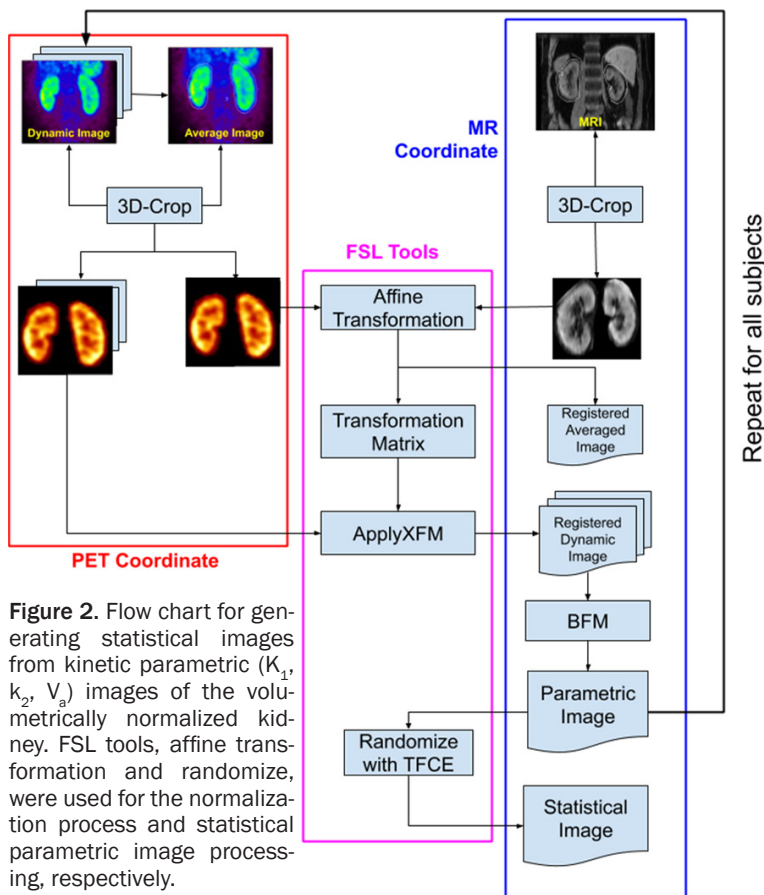 Dynamic Image
Average Image
3D-Crop
PET Coordinate
MR
Coordinate
MRI
3D-Crop
FSL Tools
Affine
Transformation
Transformation
Matrix
ApplyXFM
Registered
Averaged
Image
Registered
Dynamic
Image
BFM
Parametric
Image
Randomize
with TFCE
Statistical
Image
Repeat for all subjects
Figure 2. Flow chart for gen-
erating statistical images
from kinetic parametric (K₁,
k₂, Vₐ) images of the volu-
metrically normalized kid-
ney. FSL tools, affine trans-
formation and randomize,
were used for the normaliza-
tion process and statistical
parametric image process-
ing, respectively.